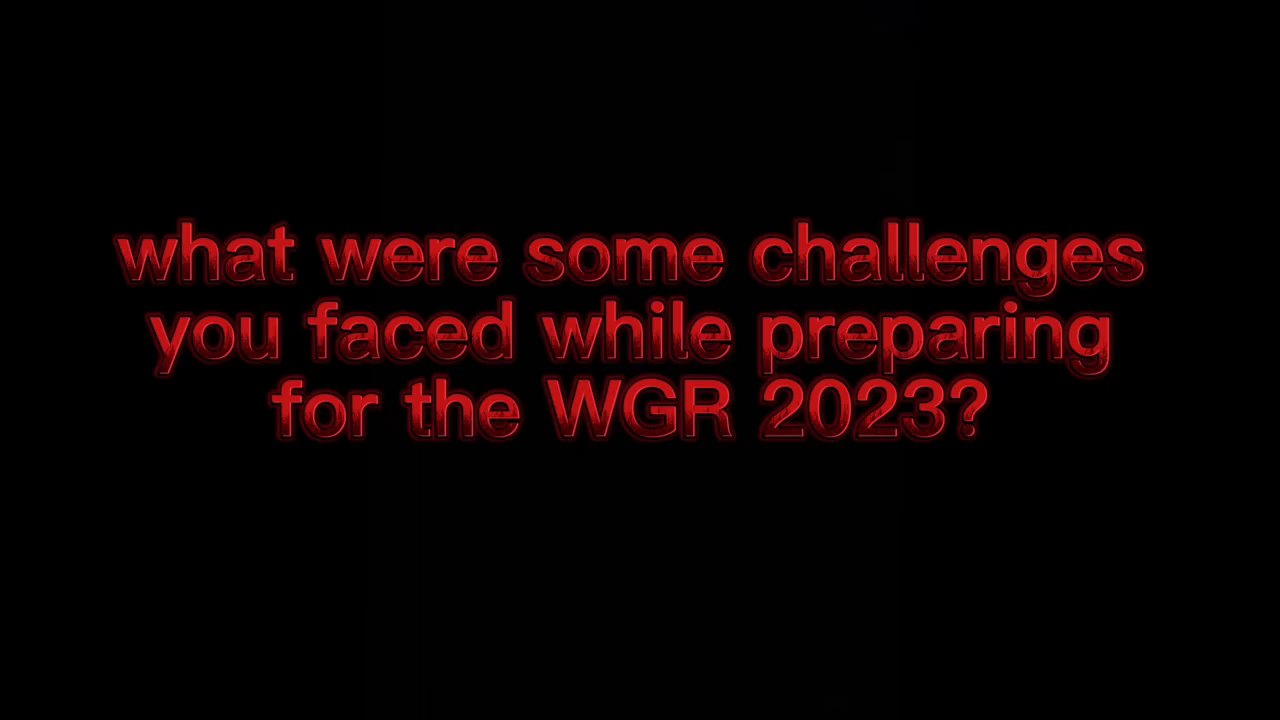 what were some challenges
you faced while preparing
for the WGR 2023?